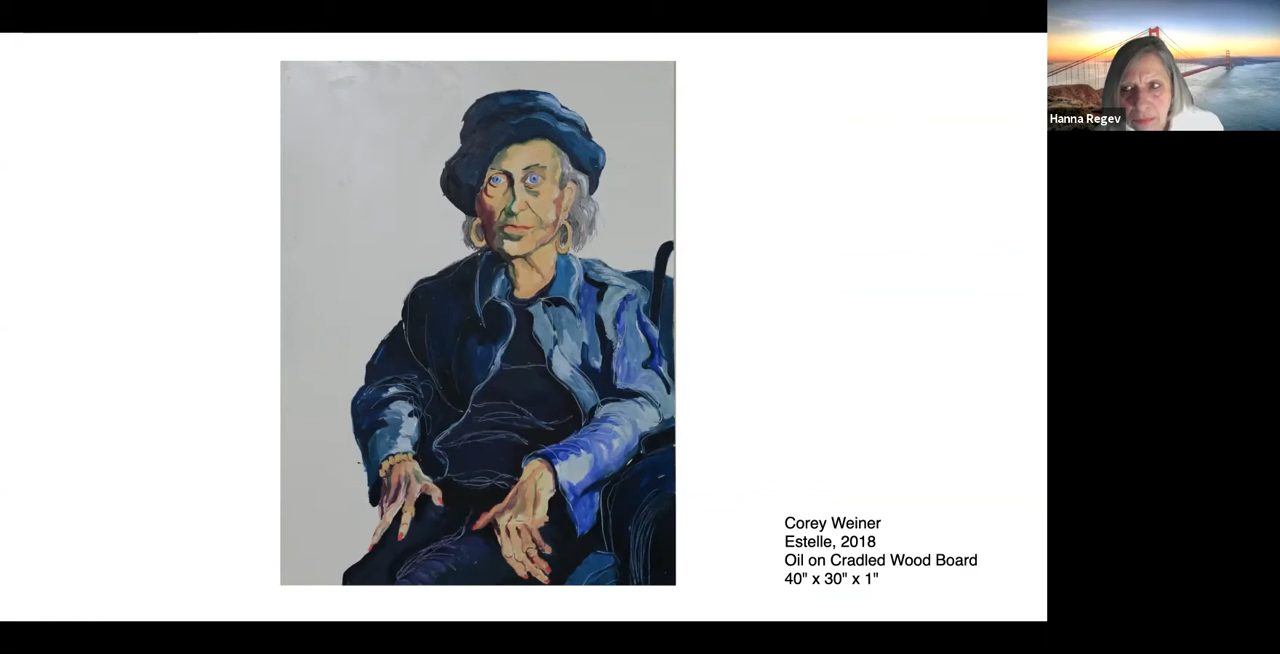 Hanna Regev
Corey Weiner
Estelle, 2018
Oil on Cradled Wood Board
40" x 30" x 1"